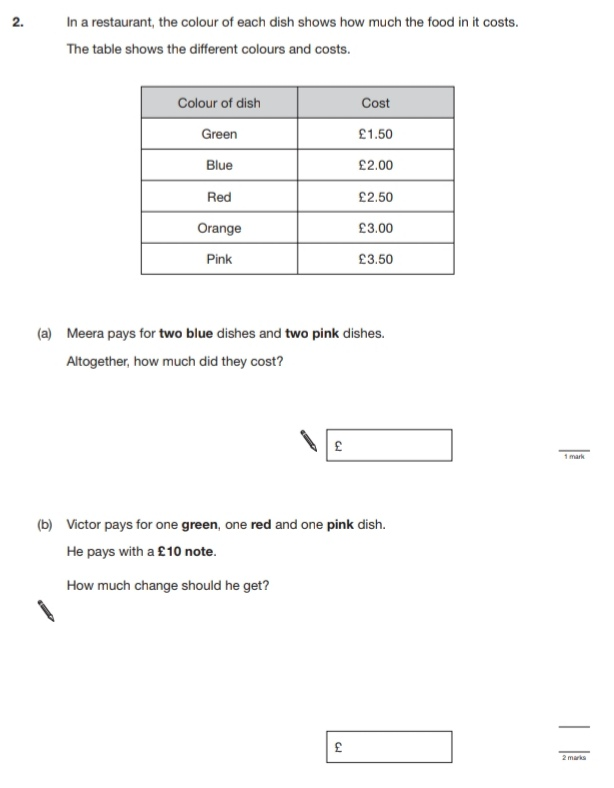 2. In a restaurant, the colour of each dish shows how much the food in it costs.
The table shows the different colours and costs.
Colour of dish Cost
Green £1.50
Blue £2.00
Red £2.50
Orange £3.00
Pink £3.50
(a) Meera pays for two blue dishes and two pink dishes.
Altogether, how much did they cost?
£
1 mark
(b) Victor pays for one green, one red and one pink dish.
He pays with a £10 note.
How much change should he get?
£
2 marks